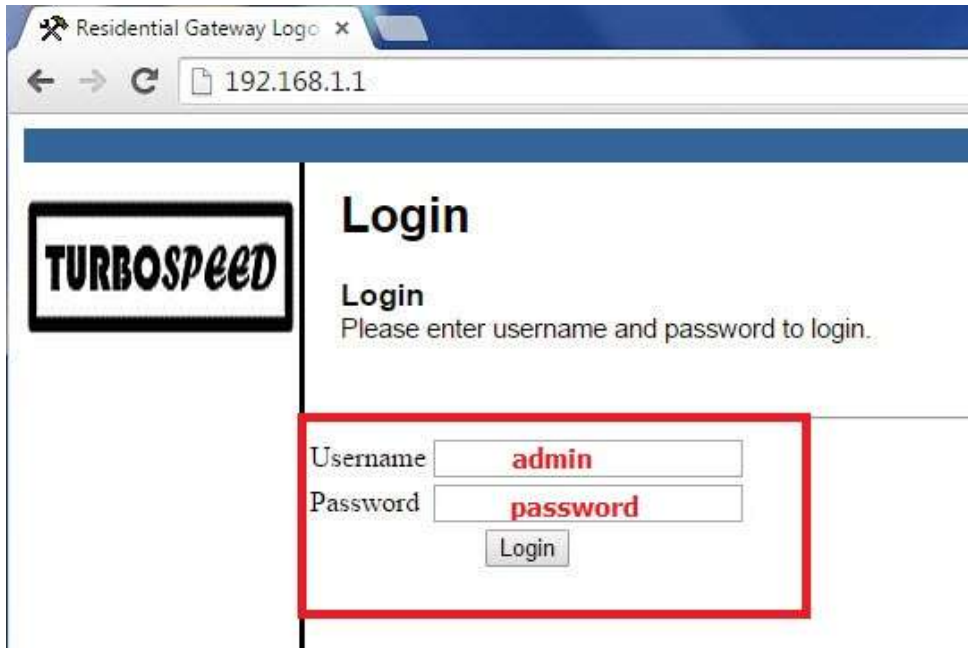 Residential Gateway Logo
192.168.1.1
TURBOSPEED
Login
Login
Please enter username and password to login.
Username admin
Password password
Login